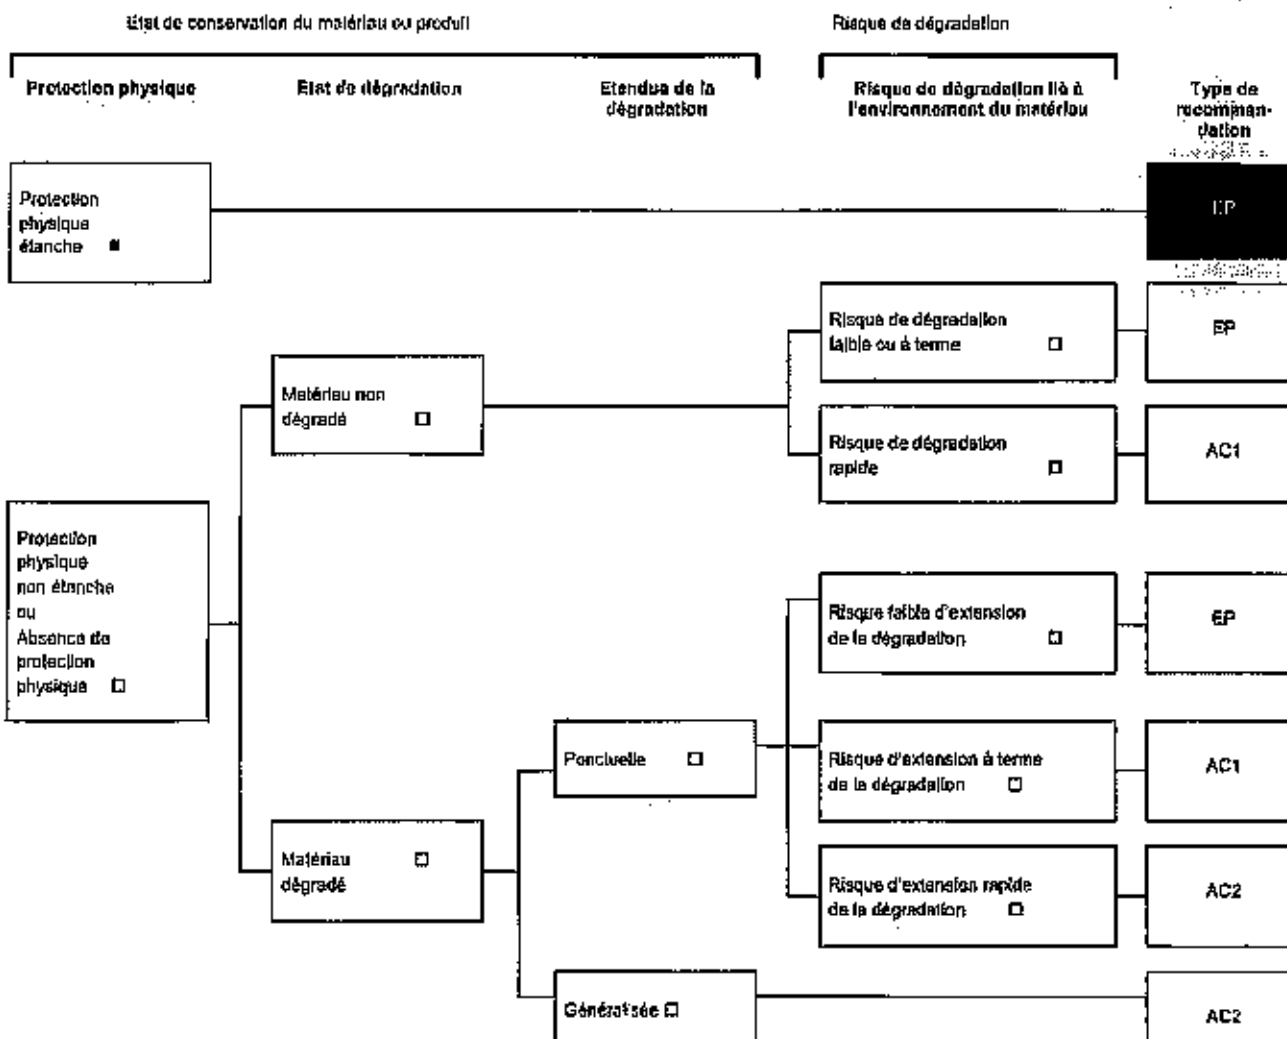 Etat de conservation du matériau ou produit
Risque de dégradation
Protection physique
Etat de dégradation
Etendue de la
dégradation
Risque de dégradation lié à
l'environnement du matériau
Type de
recomman-
dation
Protection
physique
étanche ■
EP
Risque de dégradation
faible ou à terme □
EP
Matériau non
dégradé □
Risque de dégradation
rapide □
AC1
Protection
physique
non étanche
ou
Absence de
protection
physique □
Risque faible d'extension
de la dégradation □
EP
Ponctuelle □
Risque d'extension à terme
de la dégradation □
AC1
Matériau □
dégradé
Risque d'extension rapide
de la dégradation □
AC2
Généralisée □
AC2